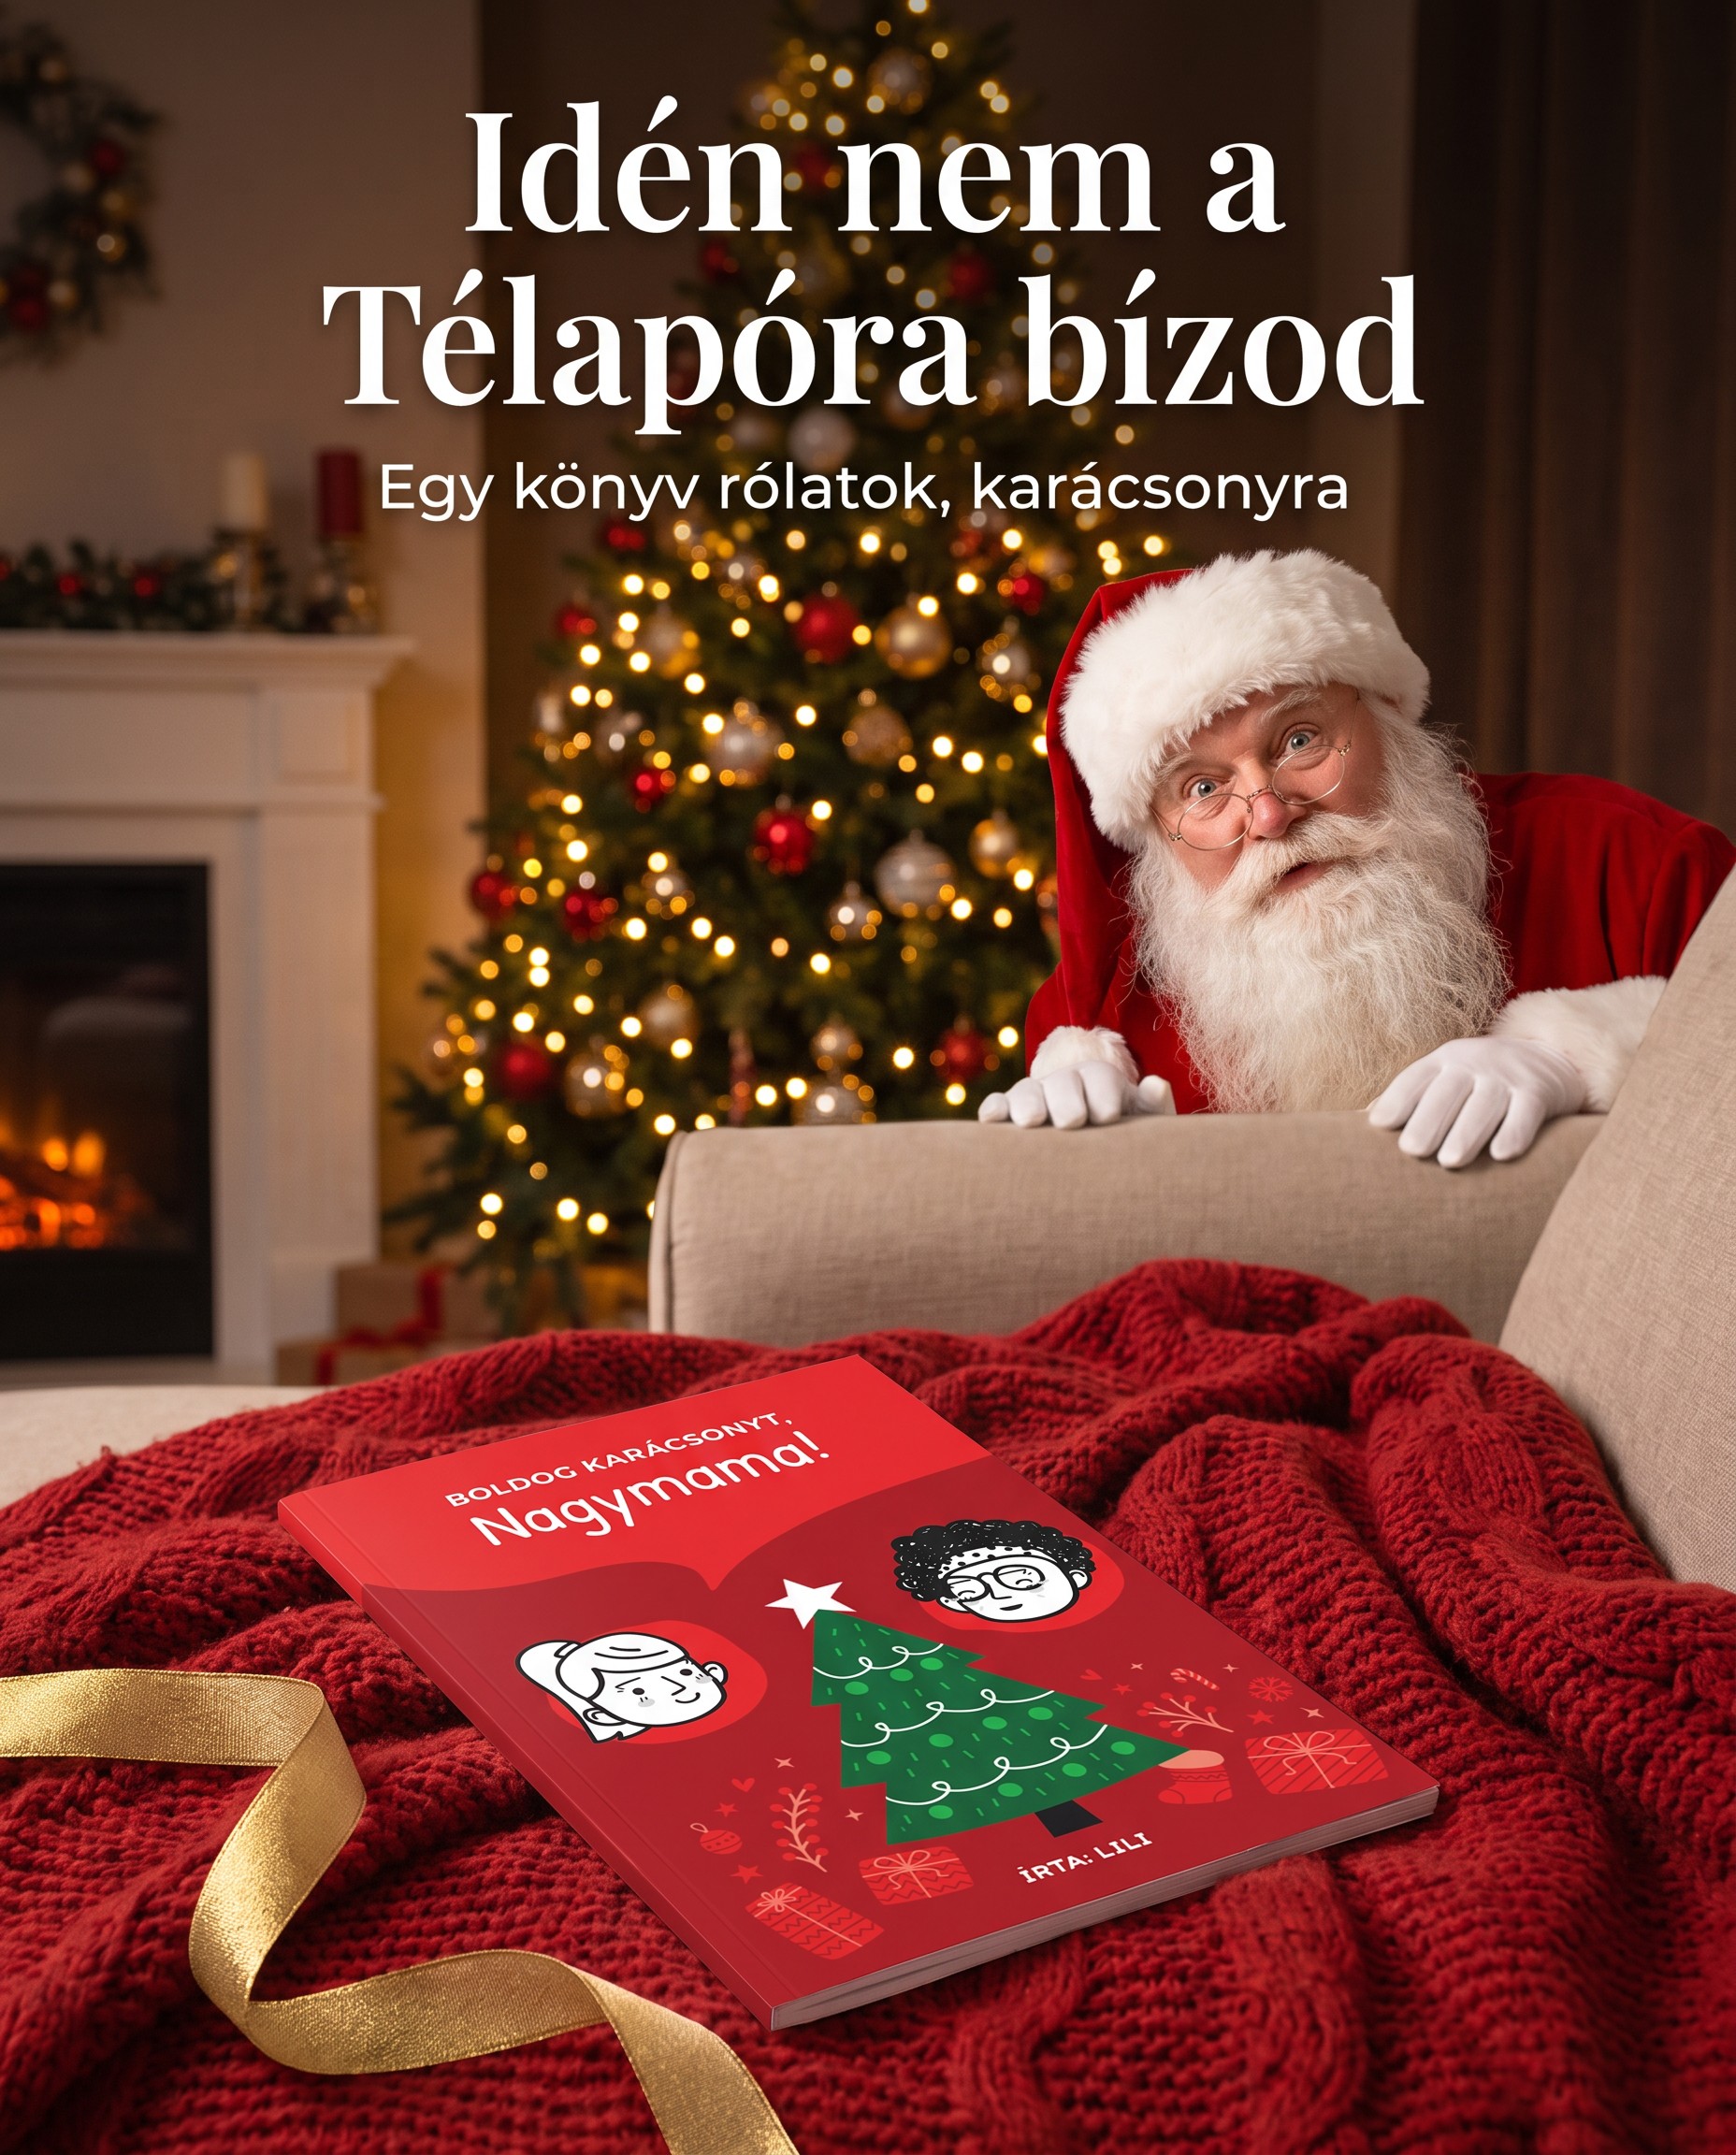 Idén nem a
Télapóra bízod
Egy könyv rólatok, karácsonyra
BOLDOG KARÁCSONYT,
Nagymama!
ÍRTA: LILI